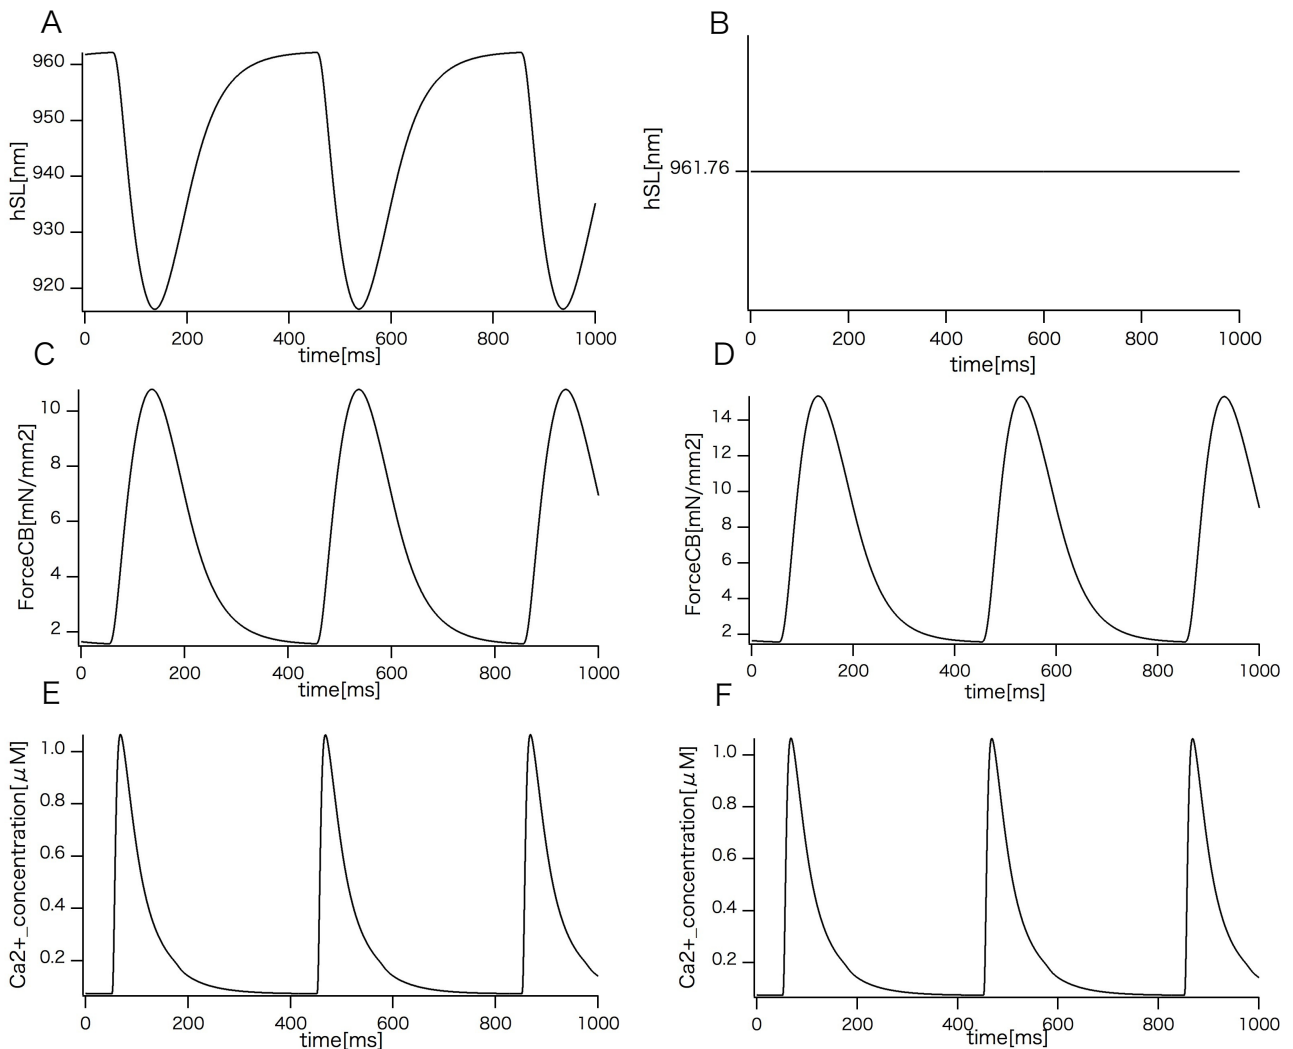 A
960
950
940
930
920
hSL[nm]
0 200 400 600 800 1000
time[ms]
B
961.76
hSL[nm]
0 200 400 600 800 1000
time[ms]
C
10
8
6
4
2
ForceCB[mN/mm2]
0 200 400 600 800 1000
time[ms]
D
14
12
10
8
6
4
2
ForceCB[mN/mm2]
0 200 400 600 800 1000
time[ms]
E
1.0
0.8
0.6
0.4
0.2
Ca2+_concentration[μM]
0 200 400 600 800 1000
time[ms]
F
1.0
0.8
0.6
0.4
0.2
Ca2+_concentration[μM]
0 200 400 600 800 1000
time[ms]